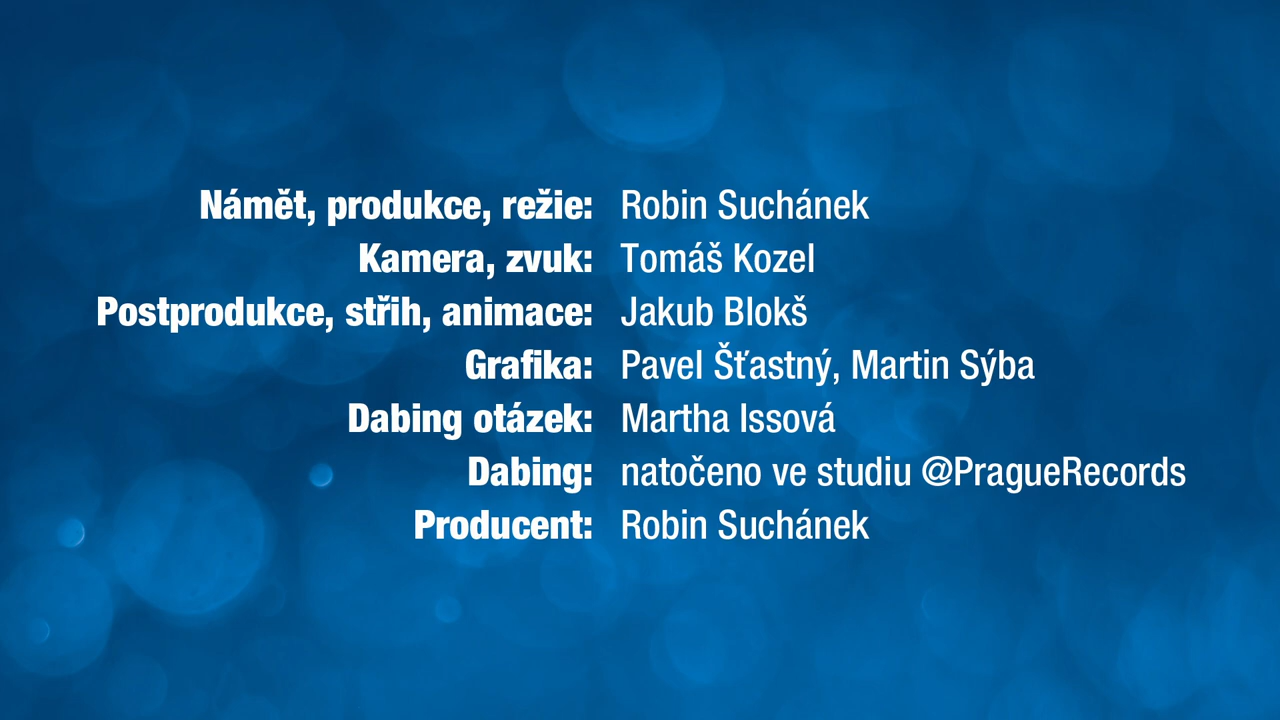 Námět, produkce, režie: Robin Suchánek
Kamera, zvuk: Tomáš Kozel
Postprodukce, střih, animace: Jakub Blokš
Grafika: Pavel Šťastný, Martin Sýba
Dabing otázek: Martha Issová
Dabing: natočeno ve studiu @PragueRecords
Producent: Robin Suchánek